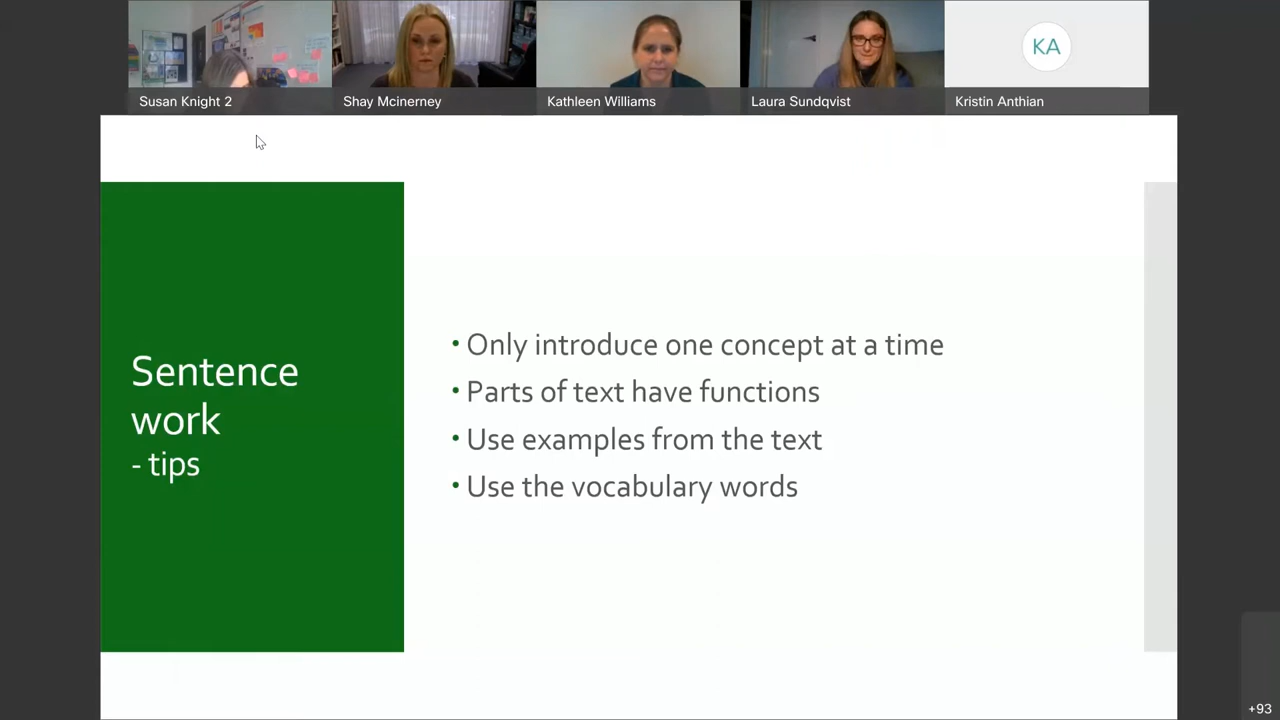 Susan Knight 2
Shay Mcinerney
Kathleen Williams
Laura Sundqvist
KA
Kristin Anthian
Sentence
work
- tips
• Only introduce one concept at a time
• Parts of text have functions
• Use examples from the text
• Use the vocabulary words
+93